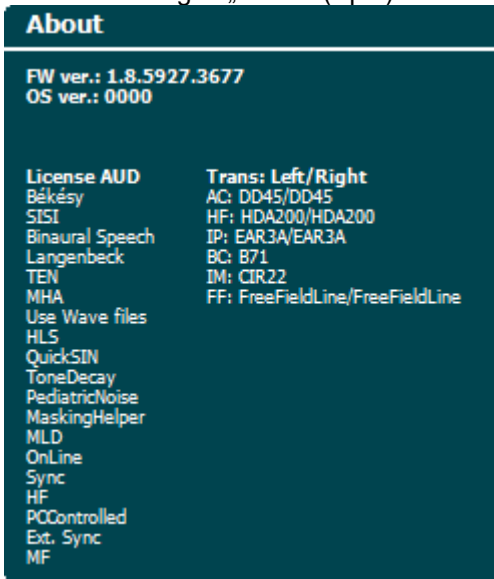 About
FW ver.: 1.8.5927.3677
OS ver.: 0000
License AUD
Békésy
SISI
Binaural Speech
Langenbeck
TEN
MHA
Use Wave files
HLS
QuickSIN
ToneDecay
PediatricNoise
MaskingHelper
MLD
OnLine
Sync
HF
PCControlled
Ext. Sync
MF
Trans: Left/Right
AC: DD45/DD45
HF: HDA200/HDA200
IP: EAR3A/EAR3A
BC: B71
IM: CIR22
FF: FreeFieldLine/FreeFieldLine